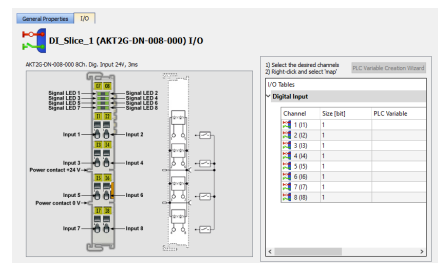 General Properties
I/O
DI_Slice_1 (AKT2G-DN-008-000) I/O
AKT2G-DN-008-000 8Ch. Dig. Input 24V, 3ms
Signal LED 1
Signal LED 3
Signal LED 5
Signal LED 7
Signal LED 2
Signal LED 4
Signal LED 6
Signal LED 8
Input 1
Input 2
Input 3
Input 4
Power contact +24 V
Input 5
Input 6
Power contact 0 V
Input 7
Input 8
1) Select the desired channels
2) Right-click and select 'map'
PLC Variable Creation Wizard
I/O Tables
Digital Input
Channel Size [bit] PLC Variable
1 (I1) 1
2 (I2) 1
3 (I3) 1
4 (I4) 1
5 (I5) 1
6 (I6) 1
7 (I7) 1
8 (I8) 1